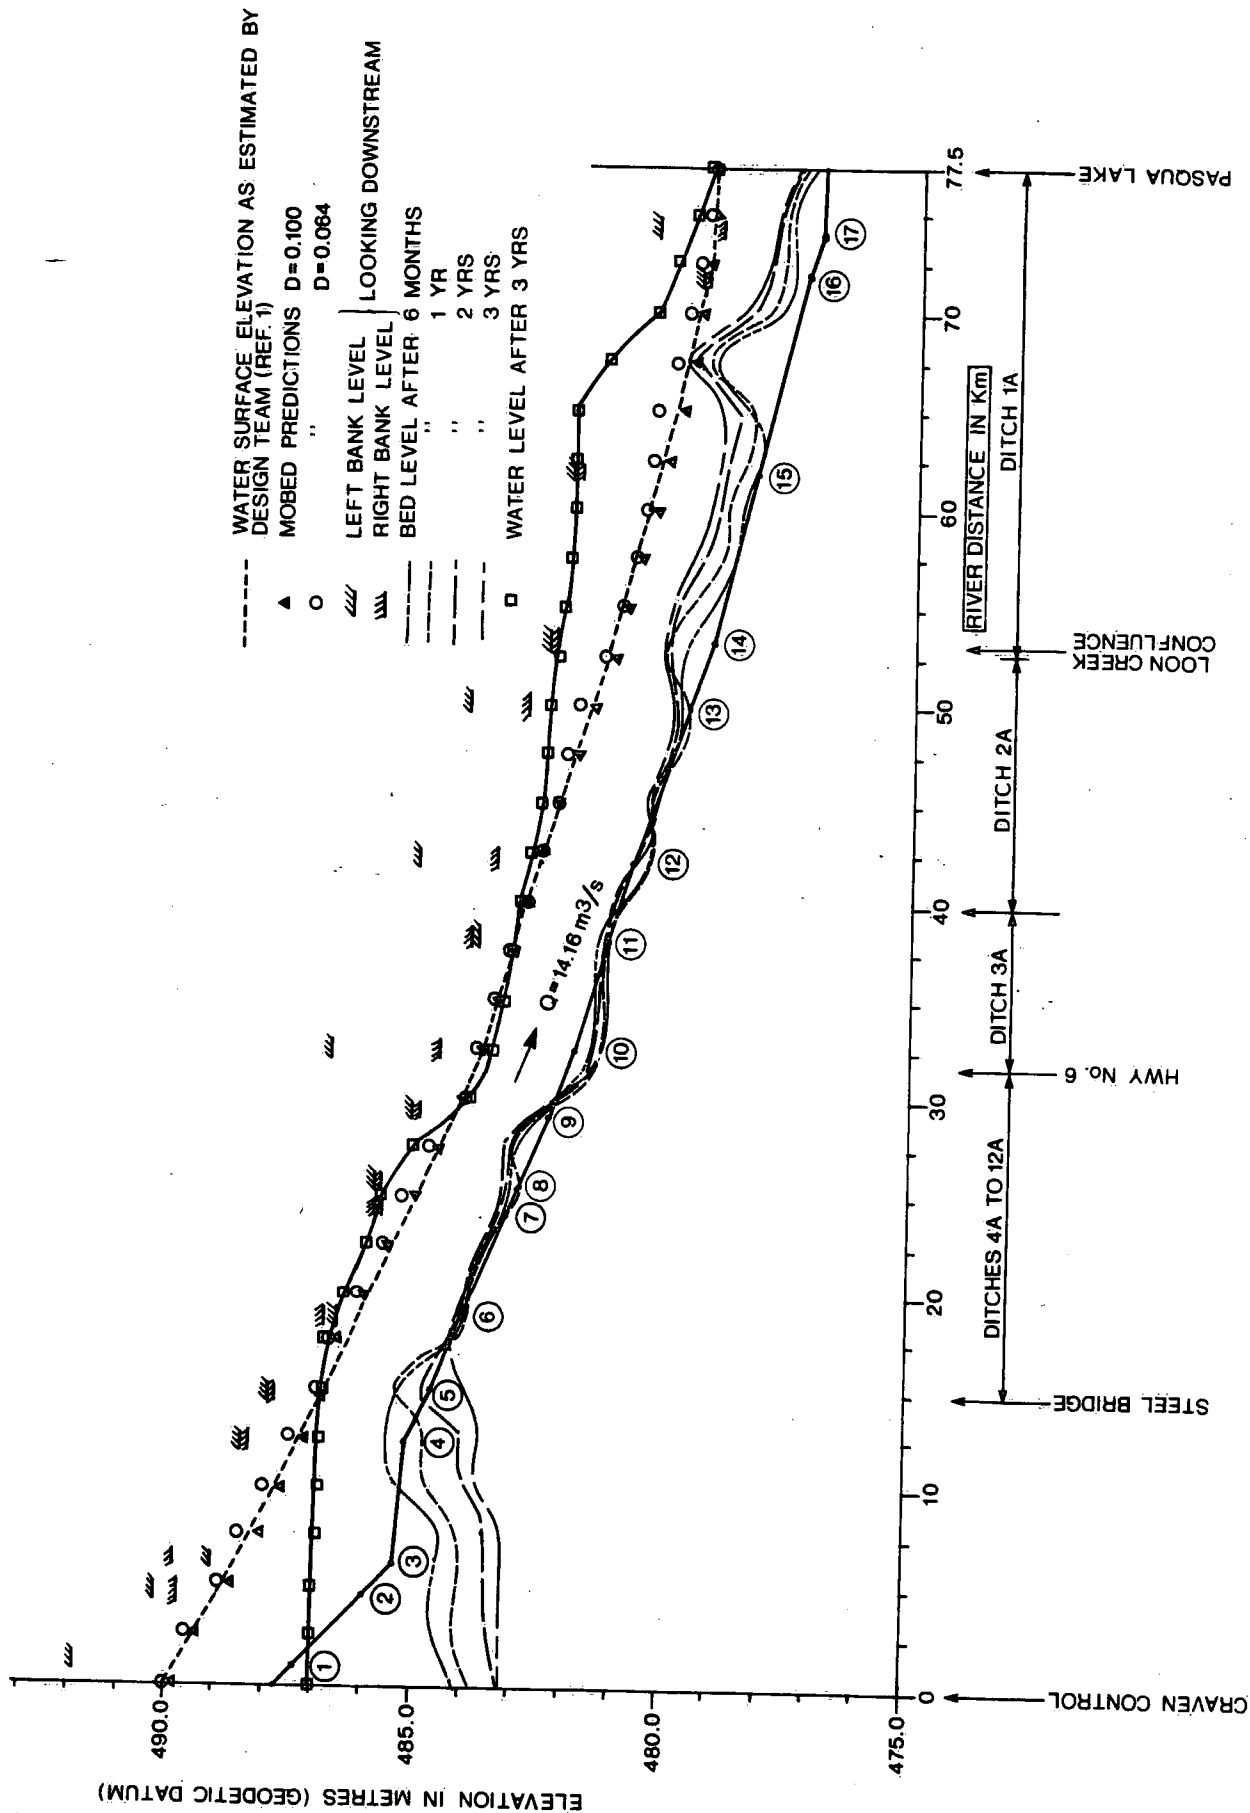 WATER SURFACE ELEVATION AS ESTIMATED BY
DESIGN TEAM (REF. 1)
MOBED PREDICTIONS D=0.100
" D=0.064
LEFT BANK LEVEL
RIGHT BANK LEVEL
LOOKING DOWNSTREAM
BED LEVEL AFTER 6 MONTHS
" 1 YR
" 2 YRS
" 3 YRS
WATER LEVEL AFTER 3 YRS
ELEVATION IN METRES (GEODETIC DATUM)
490.0
485.0
480.0
475.0
Q=14.16 m3/s
1
2
3
4
5
6
7
8
9
10
11
12
13
14
15
16
17
0
10
20
30
40
50
60
70
77.5
RIVER DISTANCE IN Km
DITCHES 4A TO 12A
DITCH 3A
DITCH 2A
DITCH 1A
CRAVEN CONTROL
STEEL BRIDGE
HWY No. 6
LOON CREEK
CONFLUENCE
PASQUA LAKE